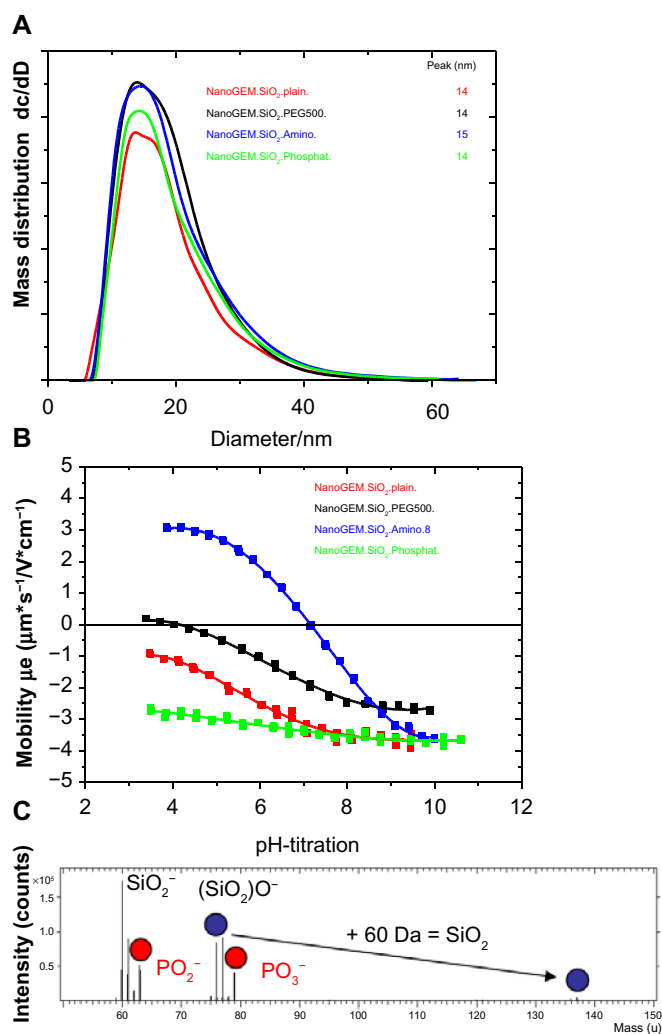 A
Mass distribution dc/dD
Peak (nm)
NanoGEM.SiO₂.plain. 14
NanoGEM.SiO₂.PEG500. 14
NanoGEM.SiO₂.Amino. 15
NanoGEM.SiO₂.Phosphat. 14
0 20 40 60
Diameter/nm
B
Mobility µe (µm*s⁻¹/V*cm⁻¹)
5
4
3
2
1
0
−1
−2
−3
−4
−5
NanoGEM.SiO₂.plain.
NanoGEM.SiO₂.PEG500.
NanoGEM.SiO₂.Amino.8
NanoGEM.SiO₂.Phosphat.
2 4 6 8 10 12
pH-titration
C
Intensity (counts)
×10⁵
1.5
1.0
0.5
SiO₂⁻ (SiO₂)O⁻
+ 60 Da = SiO₂
PO₂⁻ PO₃⁻
60 70 80 90 100 110 120 130 140 150
Mass (u)